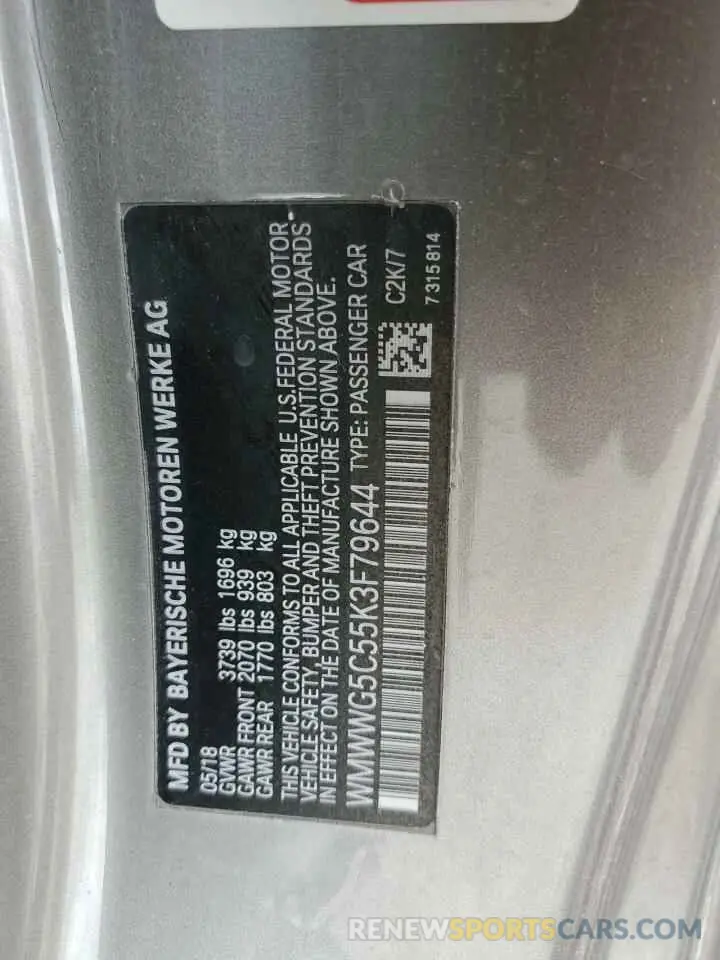 MFD BY BAYERISCHE MOTOREN WERKE AG
05/18
GVWR 3739 lbs 1696 kg
GAWR FRONT 2070 lbs 939 kg
GAWR REAR 1770 lbs 803 kg
THIS VEHICLE CONFORMS TO ALL APPLICABLE U.S.FEDERAL MOTOR
VEHICLE SAFETY, BUMPER AND THEFT PREVENTION STANDARDS
IN EFFECT ON THE DATE OF MANUFACTURE SHOWN ABOVE.
WMWWG5C55K3F79644 TYPE: PASSENGER CAR
C2K/7
7315814
RENEWSPORTSCARS.COM